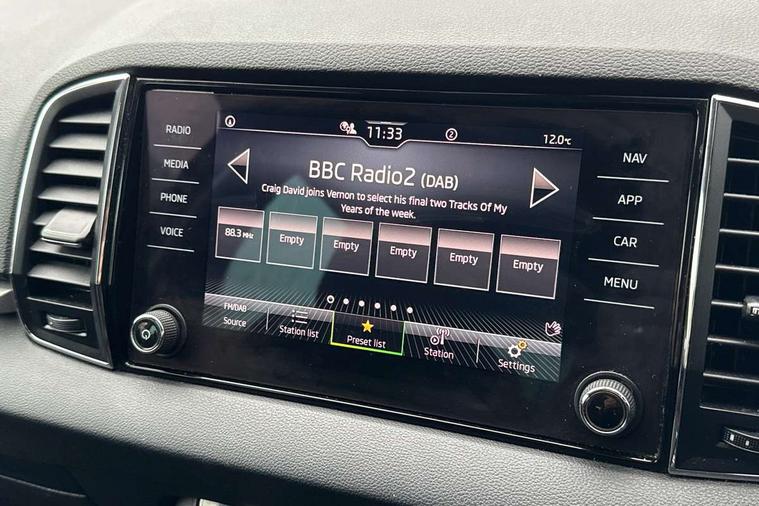 RADIO
MEDIA
PHONE
VOICE
11:33
2
12.0°C
BBC Radio2 (DAB)
Craig David joins Vernon to select his final two Tracks Of My
Years of the week.
88.3 MHz Empty Empty Empty Empty Empty
FM/DAB
Source Station list Preset list Station Settings
NAV
APP
CAR
MENU